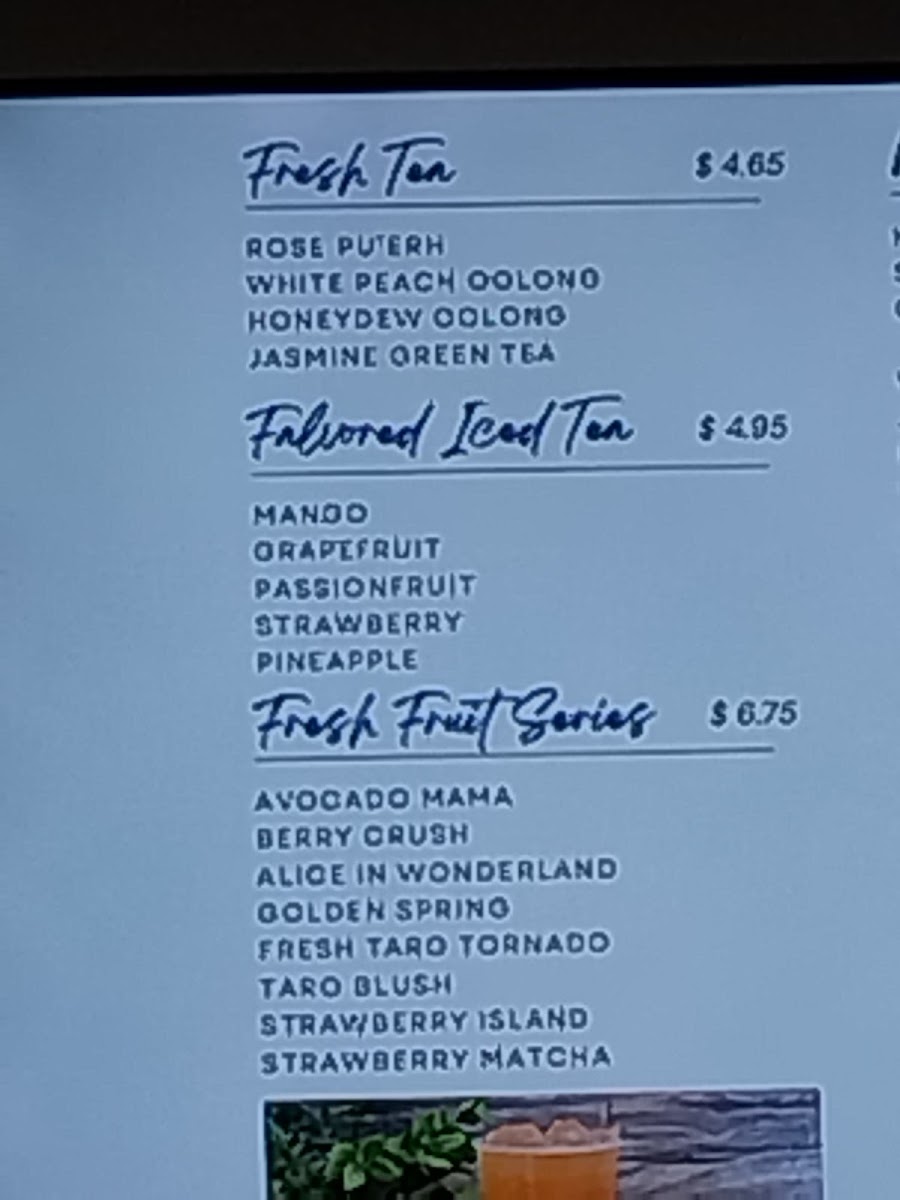 Fresh Tea $ 4.65
ROSE PU'ERH
WHITE PEACH OOLONG
HONEYDEW OOLONG
JASMINE GREEN TEA
Falvored Iced Tea $ 4.95
MANGO
GRAPEFRUIT
PASSIONFRUIT
STRAWBERRY
PINEAPPLE
Fresh Fruit Series $ 6.75
AVOCADO MAMA
BERRY CRUSH
ALICE IN WONDERLAND
GOLDEN SPRING
FRESH TARO TORNADO
TARO BLUSH
STRAWBERRY ISLAND
STRAWBERRY MATCHA